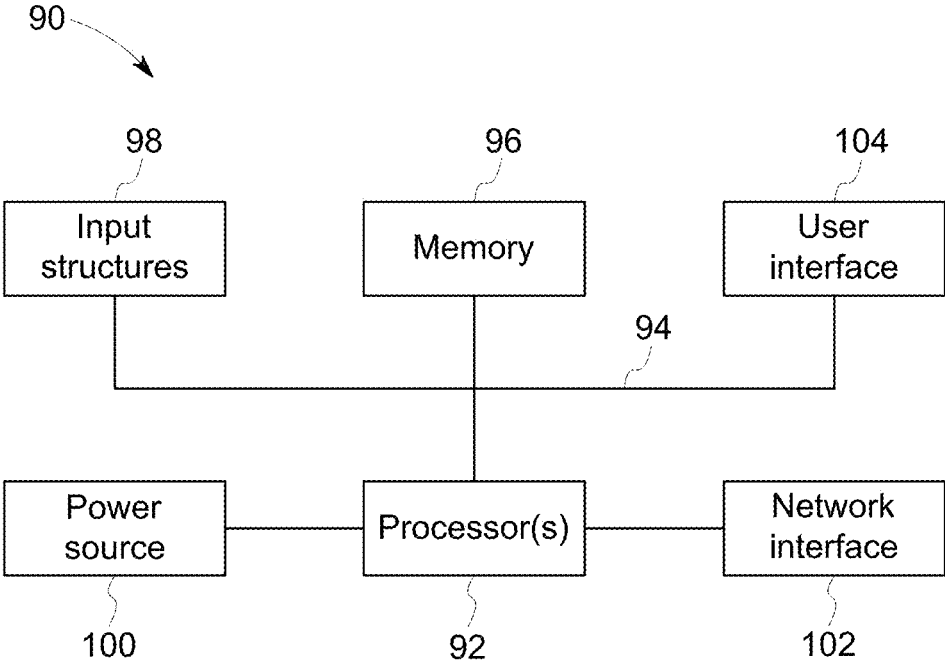 90
98
96
104
Input
structures
Memory
User
interface
94
Power
source
Processor(s)
Network
interface
100
92
102